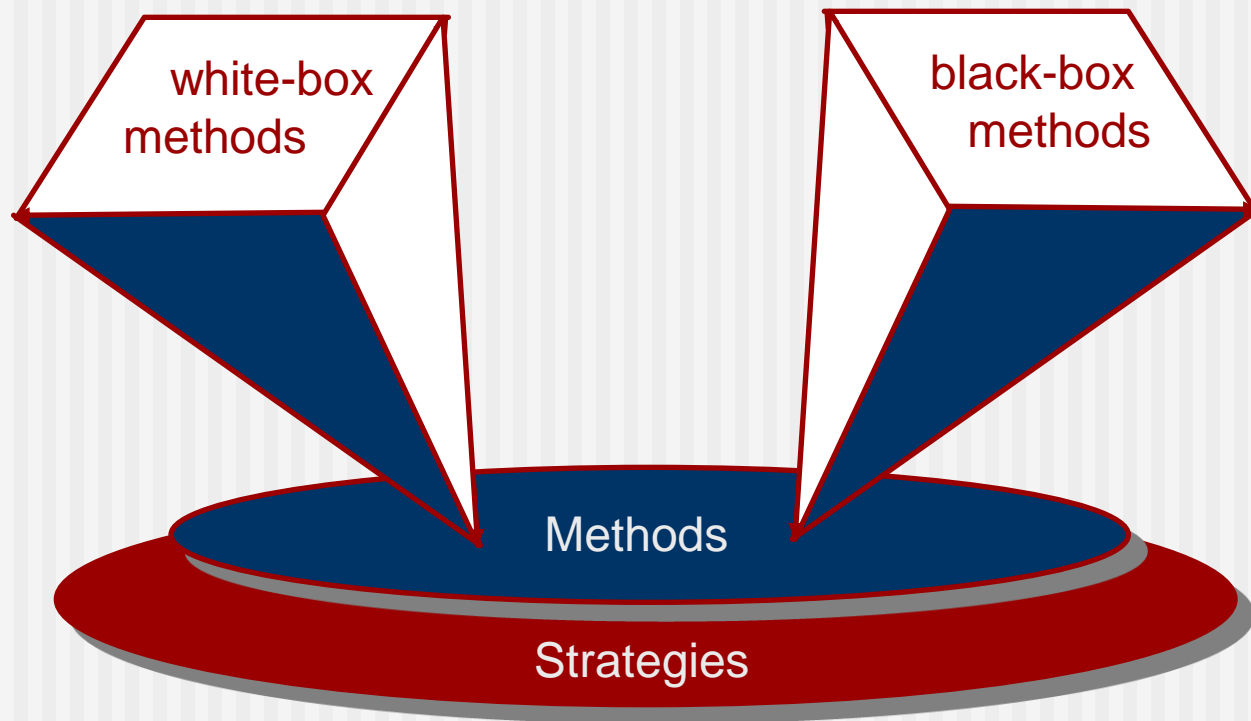 white-box
methods
black-box
methods
Methods
Strategies